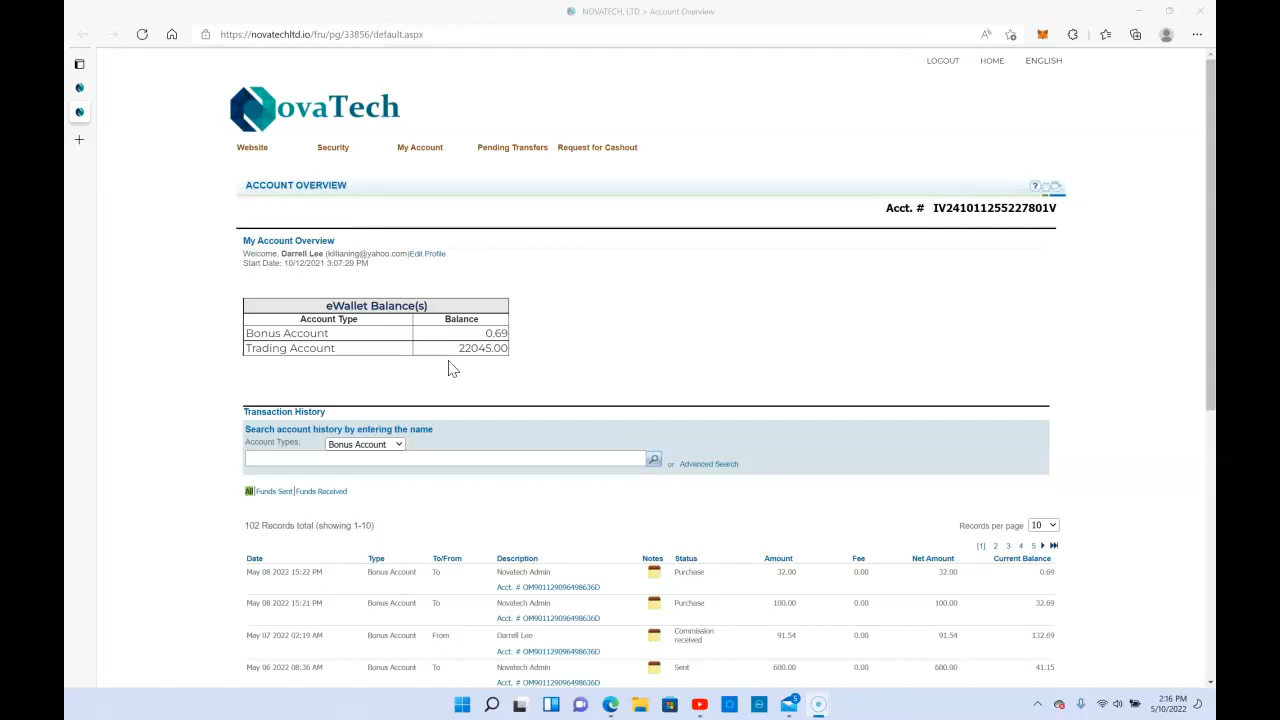 NOVATECH, LTD > Account Overview
https://novatechltd.io/fru/pg/33856/default.aspx
LOGOUT HOME ENGLISH
NovaTech
Website Security My Account Pending Transfers Request for Cashout
ACCOUNT OVERVIEW ?
Acct. # IV241011255227801V
My Account Overview
Welcome, Darrell Lee (killianing@yahoo.com)Edit Profile
Start Date: 10/12/2021 3:07:29 PM
eWallet Balance(s)
Account Type Balance
Bonus Account 0.69
Trading Account 22045.00
Transaction History
Search account history by entering the name
Account Types: Bonus Account
or Advanced Search
All|Funds Sent|Funds Received
102 Records total (showing 1-10) Records per page 10
[1] 2 3 4 5
Date Type To/From Description Notes Status Amount Fee Net Amount Current Balance
May 08 2022 15:22 PM Bonus Account To Novatech Admin Purchase 32.00 0.00 32.00 0.69
Acct. # OM901129096498636D
May 08 2022 15:21 PM Bonus Account To Novatech Admin Purchase 100.00 0.00 100.00 32.69
Acct. # OM901129096498636D
May 07 2022 02:19 AM Bonus Account From Darrell Lee Commission received 91.54 0.00 91.54 132.69
Acct. # OM901129096498636D
May 06 2022 08:36 AM Bonus Account To Novatech Admin Sent 600.00 0.00 600.00 41.15
Acct. # OM901129096498636D
5
2:16 PM
5/10/2022